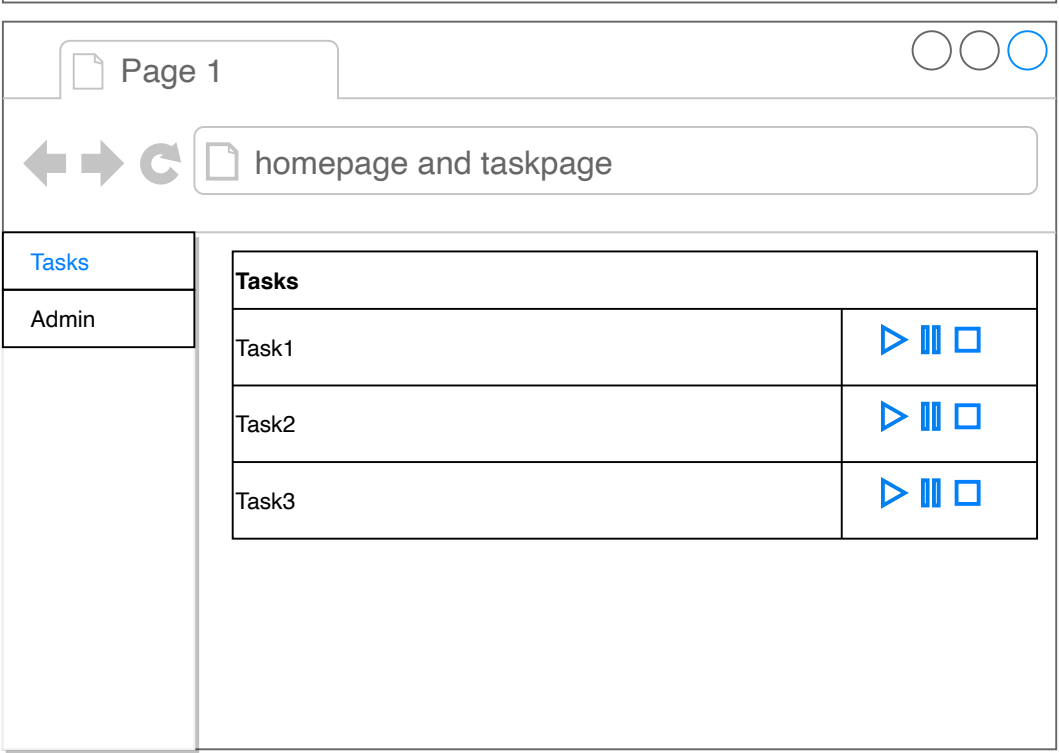 Page 1
homepage and taskpage
Tasks
Admin
Tasks
Task1
Task2
Task3